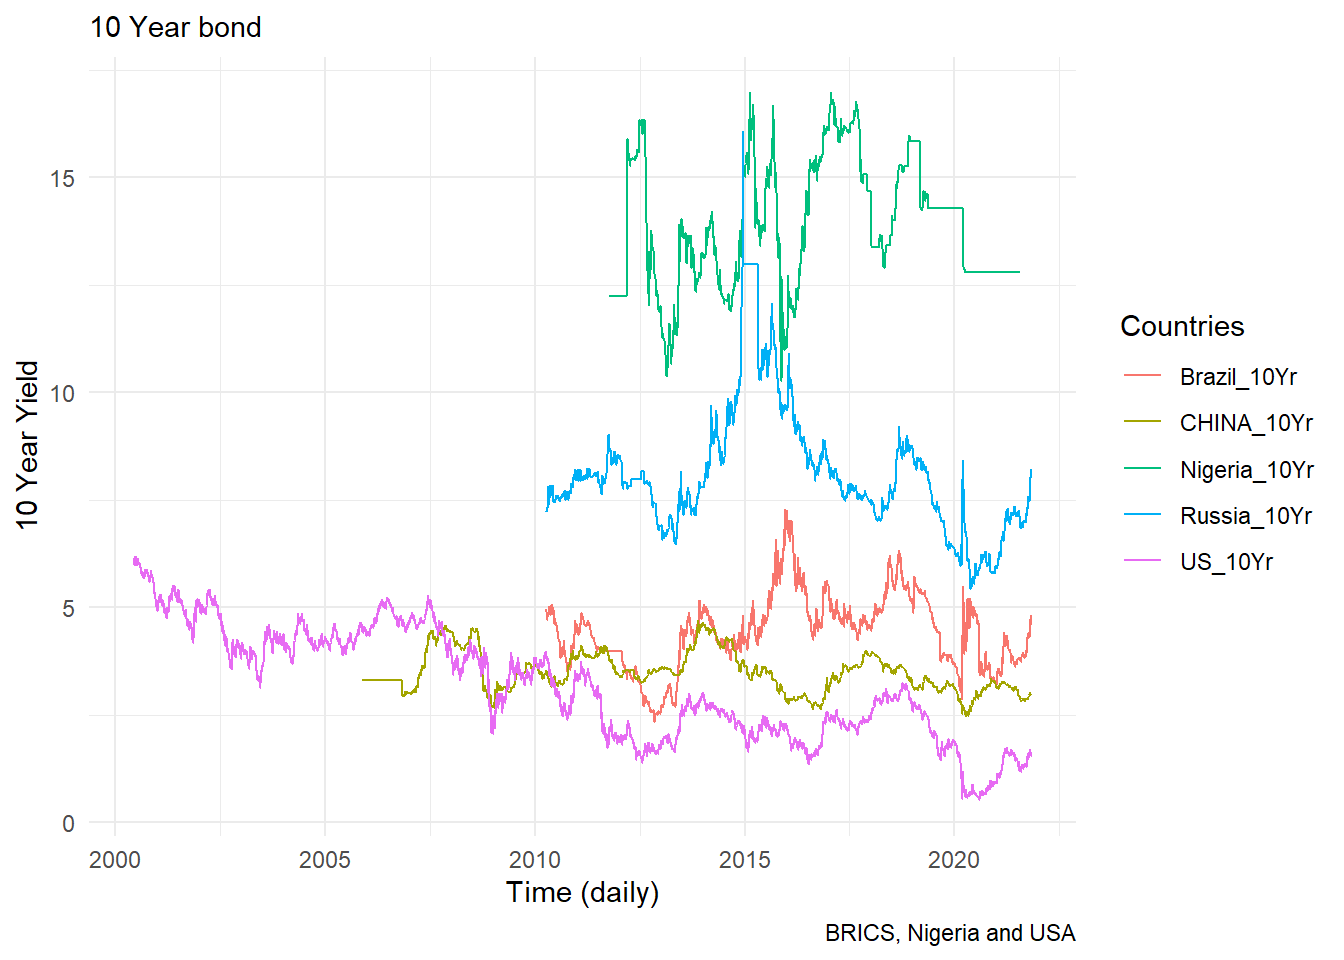 10 Year bond
10 Year Yield
15
10
5
0
2000 2005 2010 2015 2020
Time (daily)
Countries
Brazil_10Yr
CHINA_10Yr
Nigeria_10Yr
Russia_10Yr
US_10Yr
BRICS, Nigeria and USA